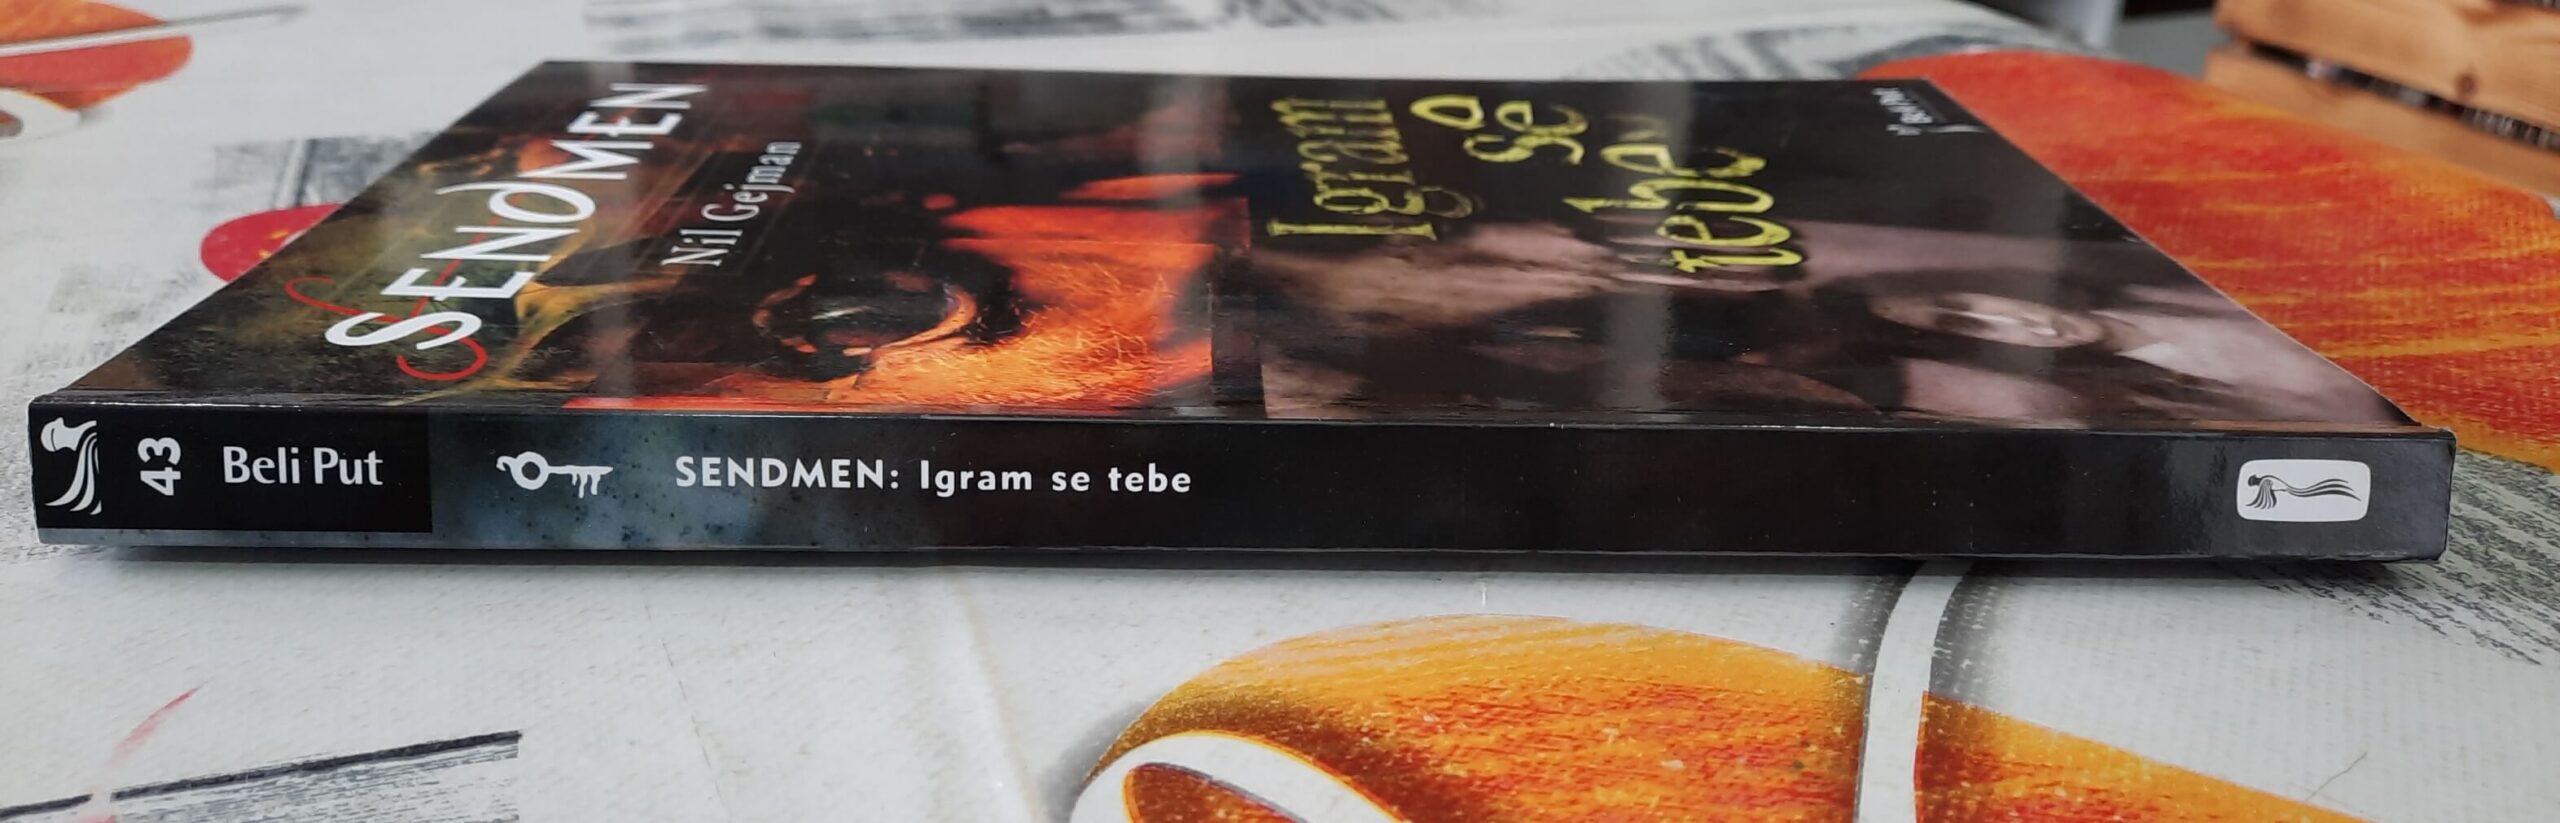 SENDMEN
Nil Gejman
Igram
se
tebe
43
Beli Put
SENDMEN: Igram se tebe